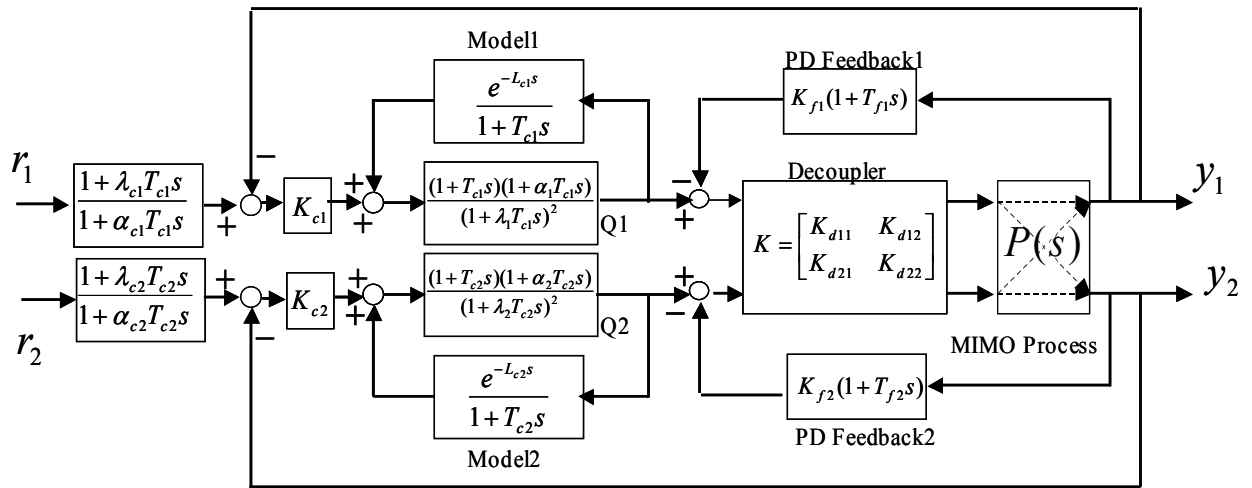 Model1
e^{-L_{c1}s}
1+T_{c1}s
PD Feedback1
K_{f1}(1+T_{f1}s)
r_1
1+λ_{c1}T_{c1}s
1+α_{c1}T_{c1}s
−
+
K_{c1}
+
+
(1+T_{c1}s)(1+α_1T_{c1}s)
(1+λ_1T_{c1}s)^2
Q1
−
+
Decoupler
K = [K_{d11} K_{d12}
K_{d21} K_{d22}]
P(s)
MIMO Process
y_1
r_2
1+λ_{c2}T_{c2}s
1+α_{c2}T_{c2}s
+
−
K_{c2}
+
+
(1+T_{c2}s)(1+α_2T_{c2}s)
(1+λ_2T_{c2}s)^2
Q2
+
−
y_2
e^{-L_{c2}s}
1+T_{c2}s
Model2
K_{f2}(1+T_{f2}s)
PD Feedback2